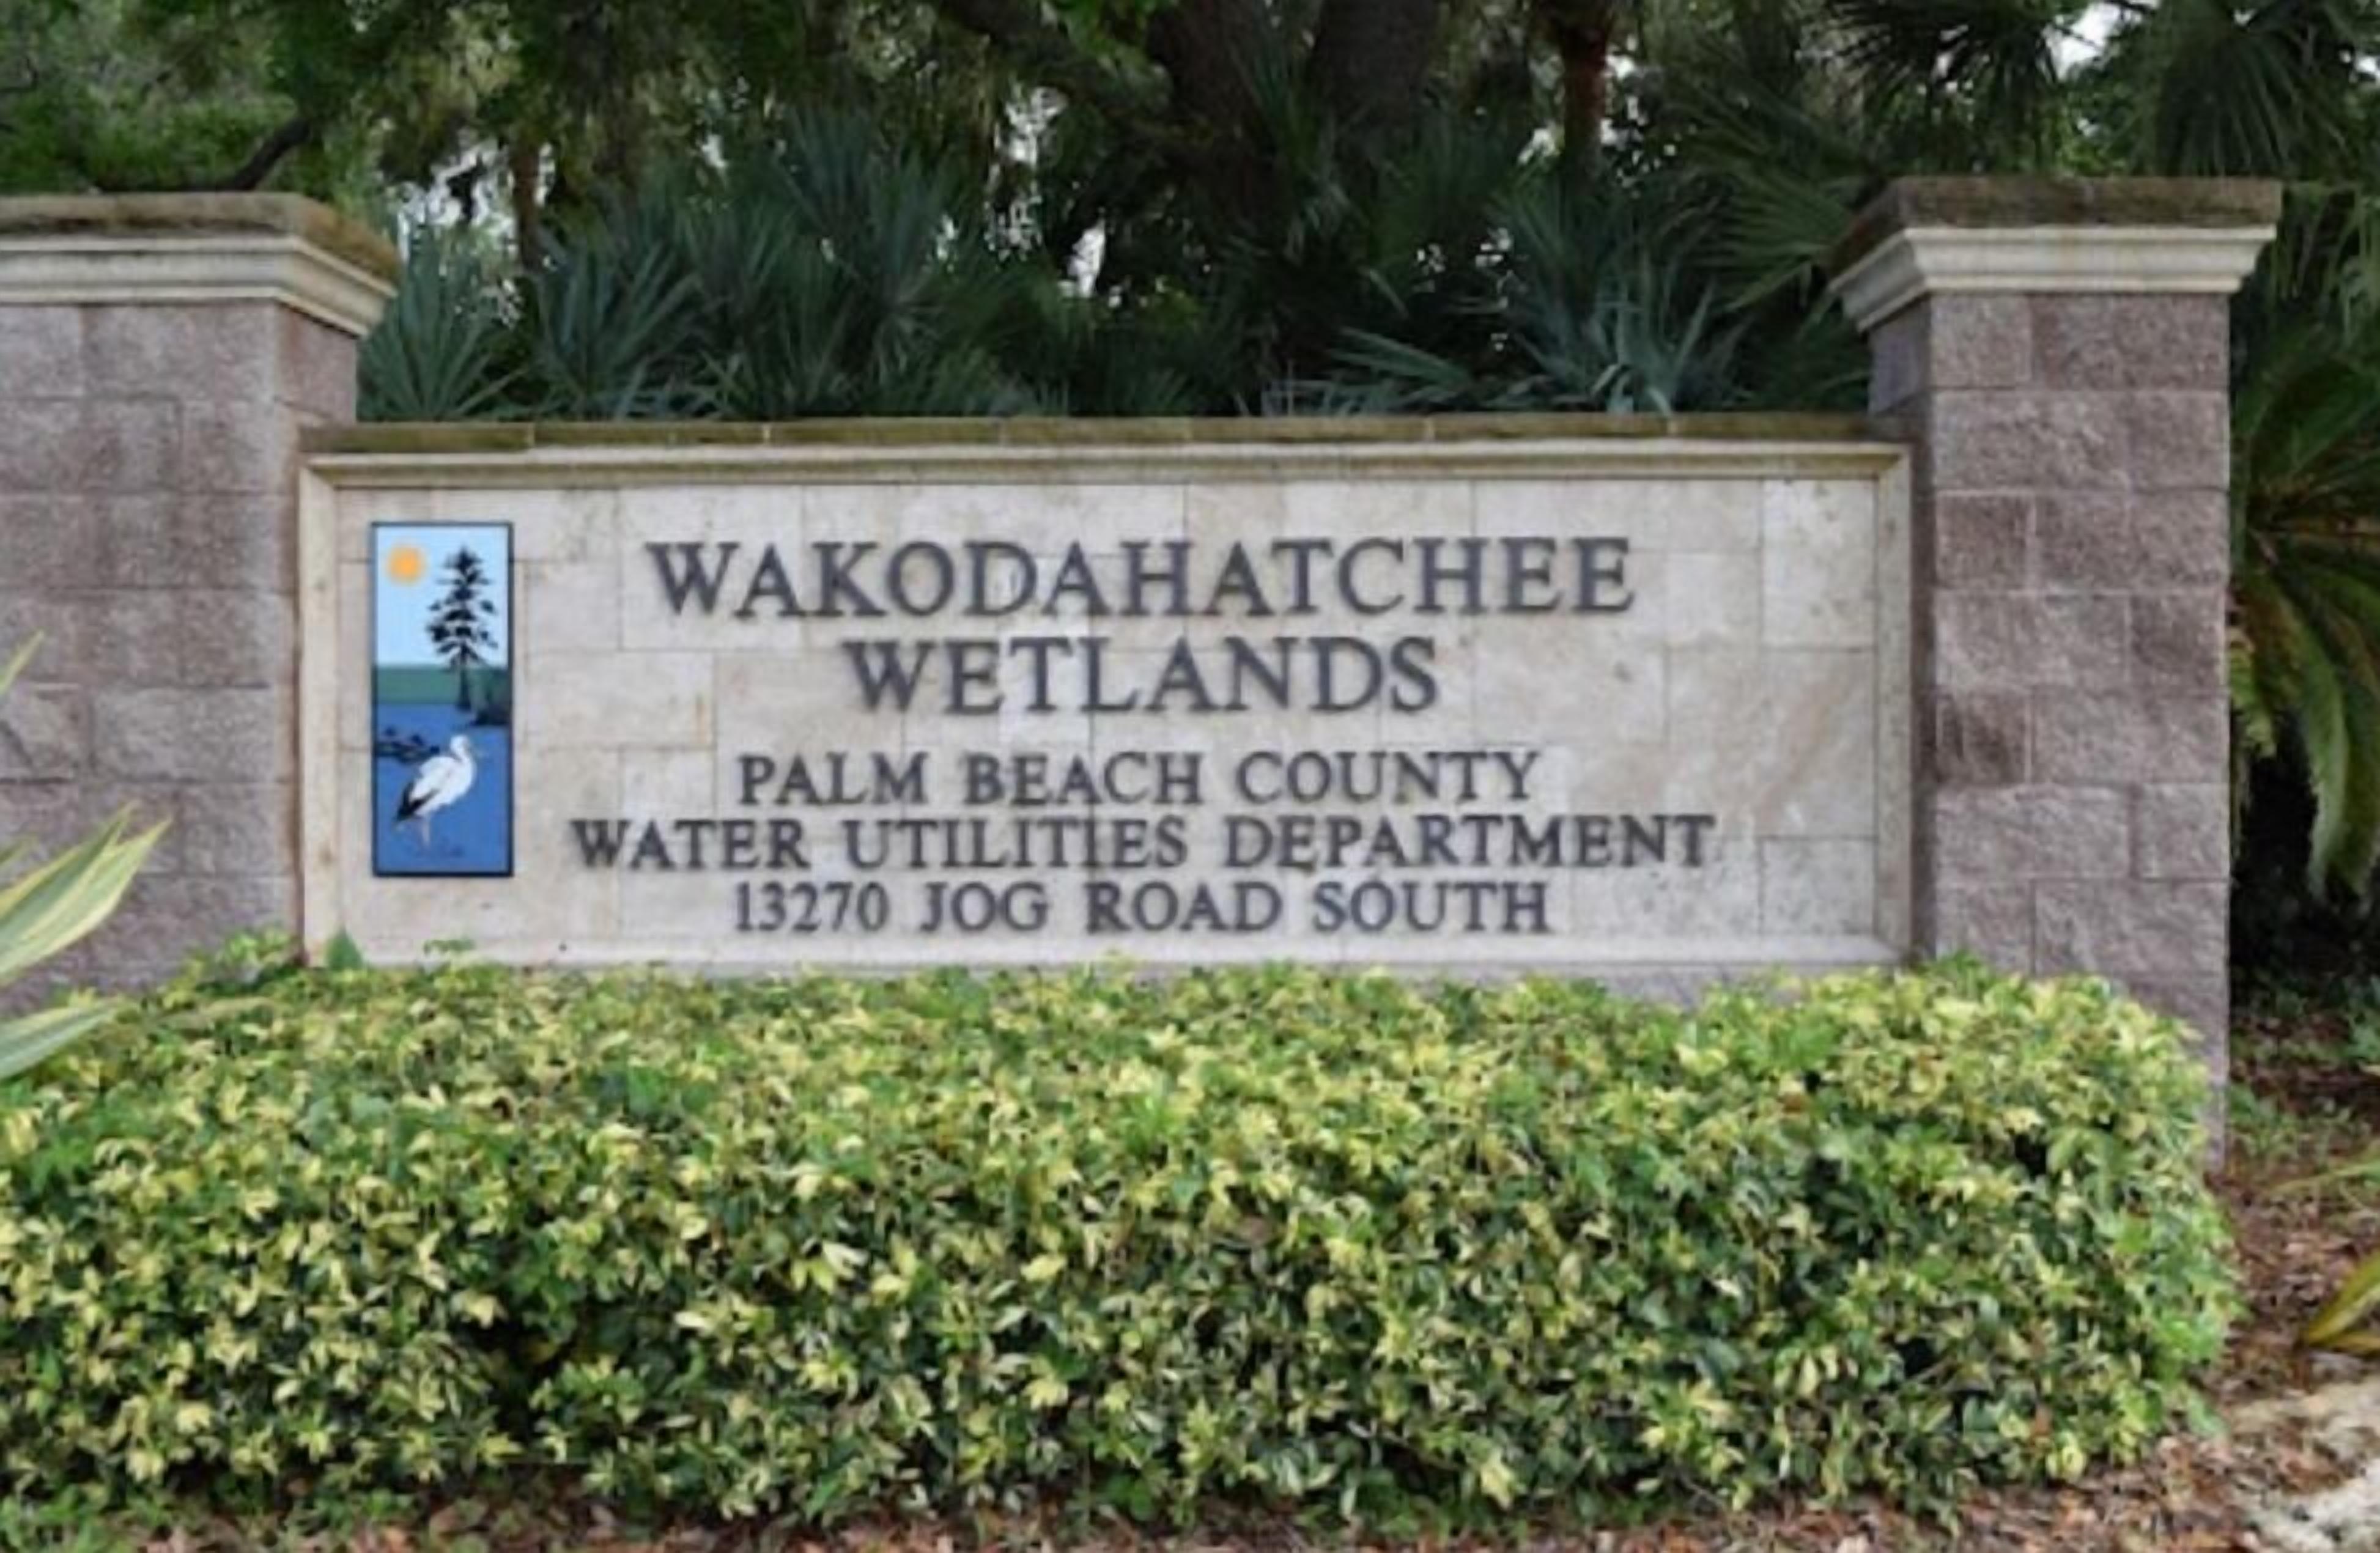 WAKODAHATCHEE
WETLANDS
PALM BEACH COUNTY
WATER UTILITIES DEPARTMENT
13270 JOG ROAD SOUTH